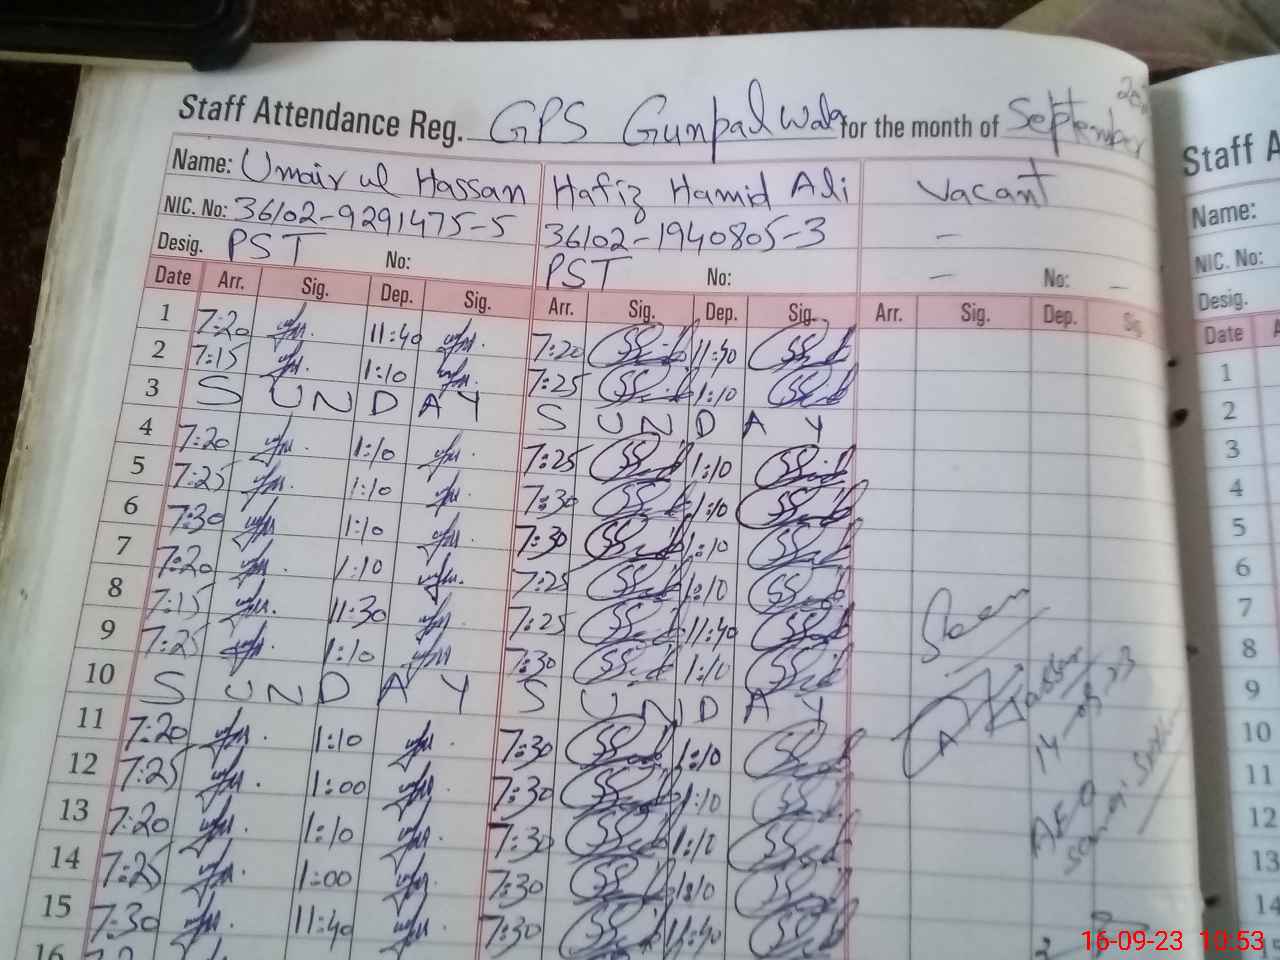 Staff Attendance Reg. GPS Gunpalwala for the month of September
Name: Umair ul Hassan Hafiz Hamid Ali Vacant
NIC. No: 36102-9291475-5 36102-1940805-3 -
Desig. PST No: PST No: - No: -
Date Arr. Sig. Dep. Sig. Arr. Sig. Dep. Sig. Arr. Sig. Dep. Sig
1 7:20 11:40 7:20 11:40
2 7:15 1:10 7:25 1:10
3 SUNDAY SUNDAY
4 7:20 1:10 7:25 1:10
5 7:25 1:10 7:30 1:10
6 7:30 1:10 7:30 1:10
7 7:20 1:10 7:25 1:10
8 7:15 11:30 7:25 11:40
9 7:25 1:10 7:30 1:10
10 SUNDAY SUNDAY
11 7:20 1:10 7:30 1:10
12 7:25 1:00 7:30 1:10
13 7:20 1:10 7:30 1:10
14 7:25 1:00 7:30 1:10
15 7:30 11:40 7:30 11:40
16
Seen
A
AEO
Staff A
Name:
NIC. No:
Desig.
Date A
1
2
3
4
5
6
7
8
9
10
11
12
13
14
16-09-23 10:53